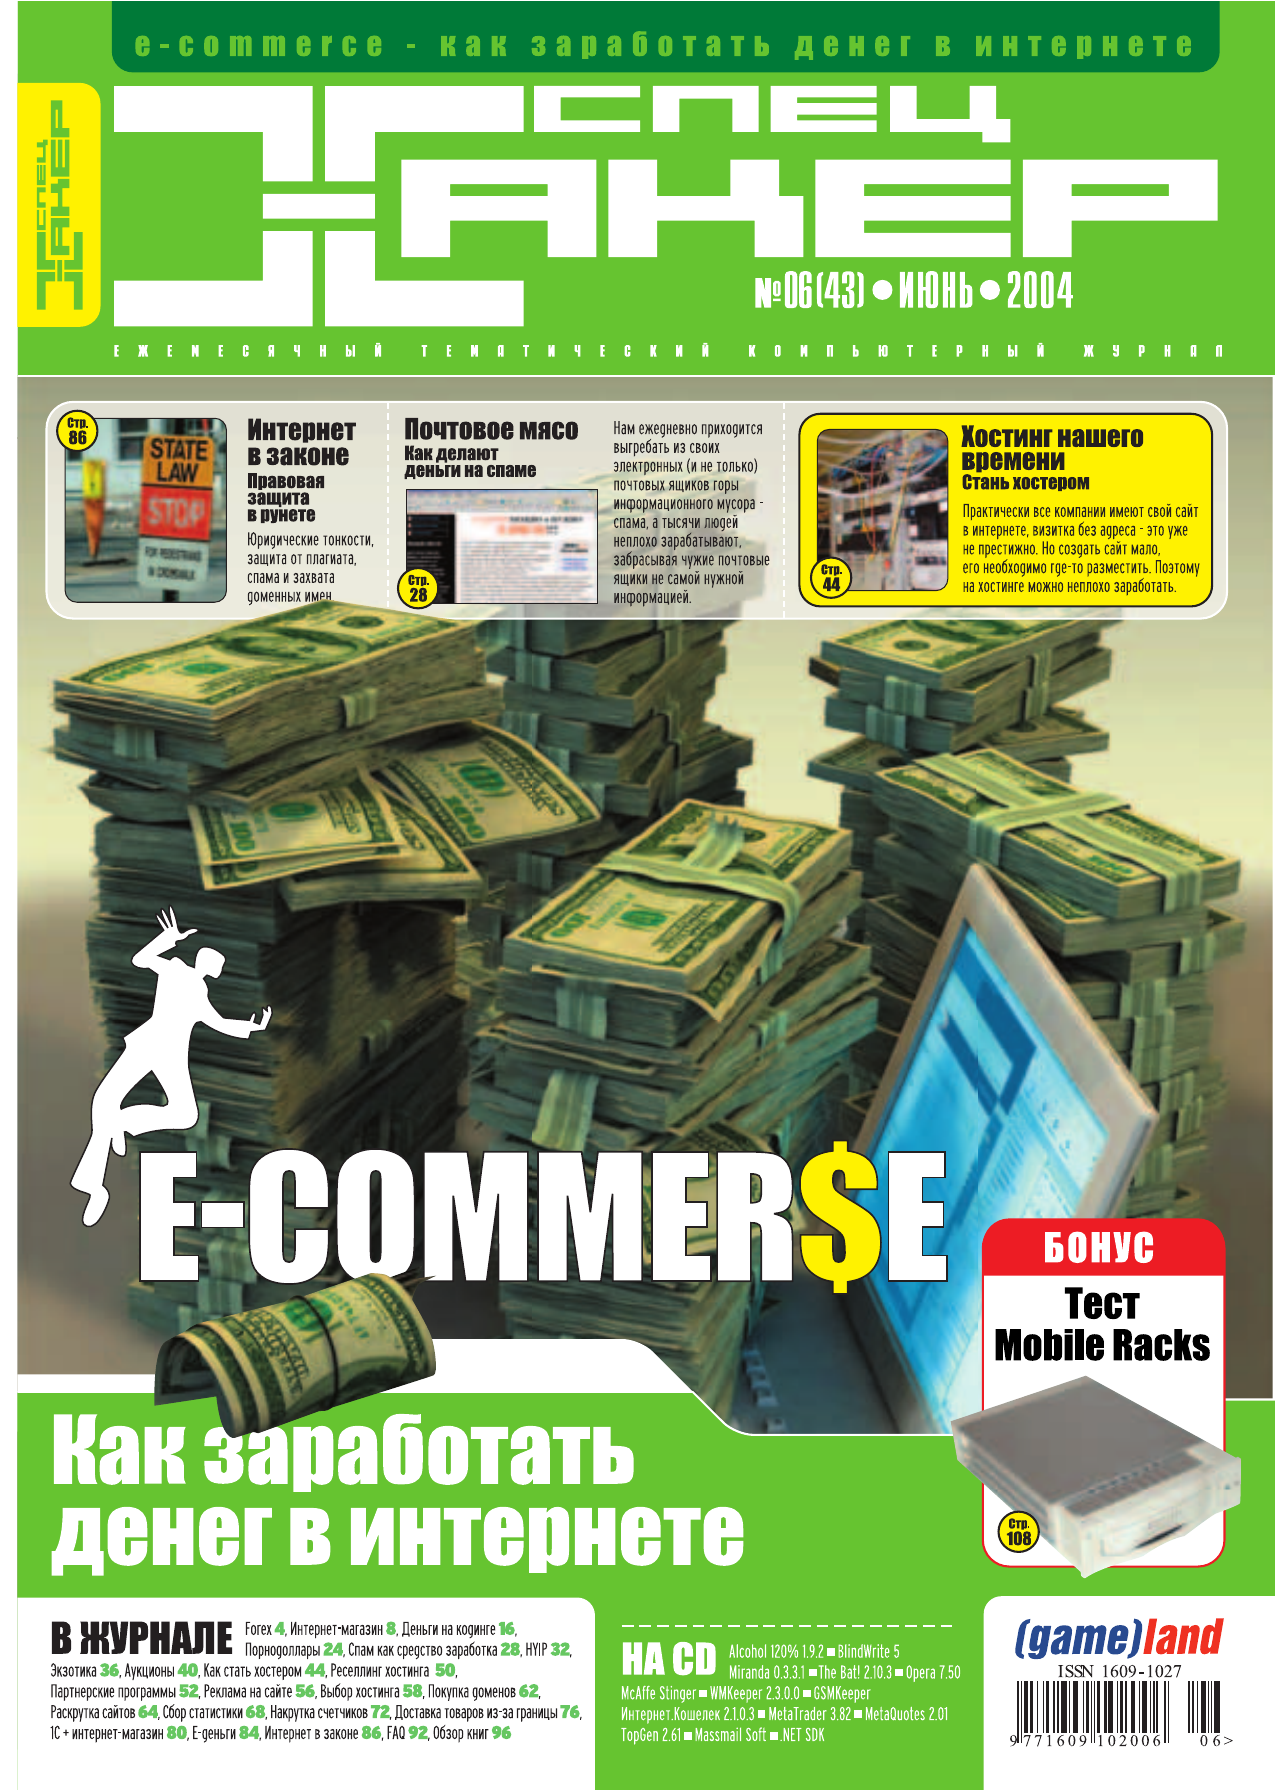 e-commerce - как заработать денег в интернете
СПЕЦ
ХАКЕР
СПЕЦ
ХАКЕР
№06(43) • ИЮНЬ • 2004
ЕЖЕМЕСЯЧНЫЙ ТЕМАТИЧЕСКИЙ КОМПЬЮТЕРНЫЙ ЖУРНАЛ
Стр.
86
STATE
LAW
STOP
FOR PEDESTRIANS
IN CROSSWALK
Интернет
в законе
Правовая
защита
в рунете
Юридические тонкости,
защита от плагиата,
спама и захвата
доменных имен
Почтовое мясо
Как делают
деньги на спаме
Стр.
28
Нам ежедневно приходится
выгребать из своих
электронных (и не только)
почтовых ящиков горы
информационного мусора -
спама, а тысячи людей
неплохо зарабатывают,
забрасывая чужие почтовые
ящики не самой нужной
информацией.
Стр.
44
Хостинг нашего
времени
Стань хостером
Практически все компании имеют свой сайт
в интернете, визитка без адреса - это уже
не престижно. Но создать сайт мало,
его необходимо где-то разместить. Поэтому
на хостинге можно неплохо заработать.
E-COMMER$E
БОНУС
Тест
Mobile Racks
Стр.
108
Как заработать
денег в интернете
В ЖУРНАЛЕ Forex 4, Интернет-магазин 8, Деньги на кодинге 16,
Порнодоллары 24, Спам как средство заработка 28, HYIP 32,
Экзотика 36, Аукционы 40, Как стать хостером 44, Реселлинг хостинга 50,
Партнерские программы 52, Реклама на сайте 56, Выбор хостинга 58, Покупка доменов 62,
Раскрутка сайтов 64, Сбор статистики 68, Накрутка счетчиков 72, Доставка товаров из-за границы 76,
1С + интернет-магазин 80, Е-деньги 84, Интернет в законе 86, FAQ 92, Обзор книг 96
НА CD Alcohol 120% 1.9.2 ■ BlindWrite 5
Miranda 0.3.3.1 ■ The Bat! 2.10.3 ■ Opera 7.50
McAffe Stinger ■ WMKeeper 2.3.0.0 ■ GSMKeeper
Интернет.Кошелек 2.1.0.3 ■ MetaTrader 3.82 ■ MetaQuotes 2.01
TopGen 2.61 ■ Massmail Soft ■ .NET SDK
(game)land
ISSN 1609-1027
9 771609 102006 06>